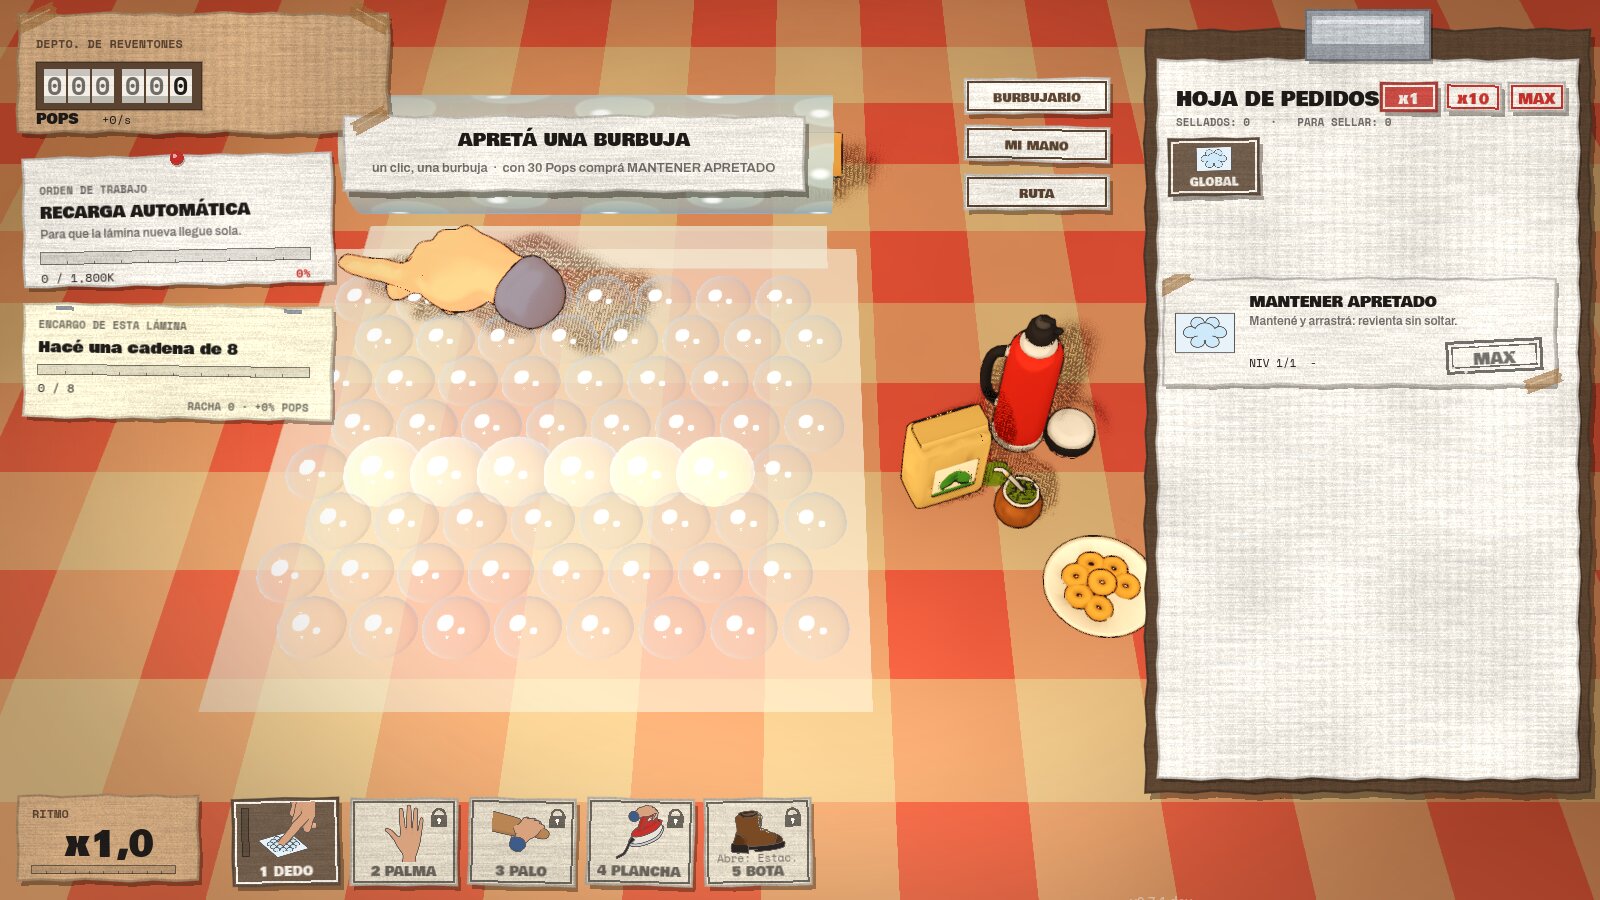 DEPTO. DE REVENTONES
000 000
POPS +0/s
ORDEN DE TRABAJO
RECARGA AUTOMÁTICA
Para que la lámina nueva llegue sola.
0 / 1.800K 0%
ENCARGO DE ESTA LÁMINA
Hacé una cadena de 8
0 / 8
RACHA 0 · +0% POPS
APRETÁ UNA BURBUJA
un clic, una burbuja · con 30 Pops comprá MANTENER APRETADO
BURBUJARIO
MI MANO
RUTA
HOJA DE PEDIDOS x1 x10 MAX
SELLADOS: 0 · PARA SELLAR: 0
GLOBAL
MANTENER APRETADO
Mantené y arrastrá: revienta sin soltar.
NIV 1/1 - MAX
RITMO
x1,0
1 DEDO
2 PALMA
3 PALO
4 PLANCHA
Abre: Estac.
5 BOTA